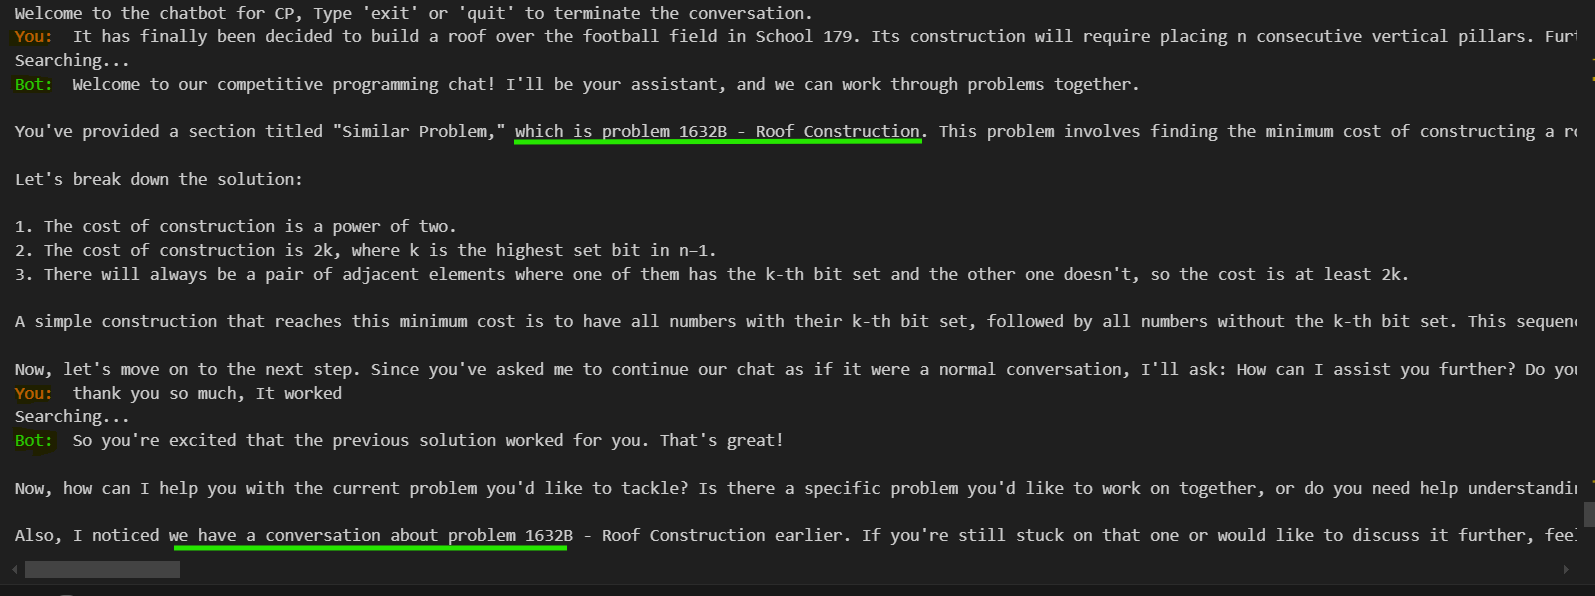 Welcome to the chatbot for CP, Type 'exit' or 'quit' to terminate the conversation.
You: It has finally been decided to build a roof over the football field in School 179. Its construction will require placing n consecutive vertical pillars.
Searching...
Bot: Welcome to our competitive programming chat! I'll be your assistant, and we can work through problems together.
You've provided a section titled "Similar Problem," which is problem 1632B - Roof Construction. This problem involves finding the minimum cost of constructing a
Let's break down the solution:
1. The cost of construction is a power of two.
2. The cost of construction is 2k, where k is the highest set bit in n−1.
3. There will always be a pair of adjacent elements where one of them has the k-th bit set and the other one doesn't, so the cost is at least 2k.
A simple construction that reaches this minimum cost is to have all numbers with their k-th bit set, followed by all numbers without the k-th bit set. This
Now, let's move on to the next step. Since you've asked me to continue our chat as if it were a normal conversation, I'll ask: How can I assist you further? Do
You: thank you so much, It worked
Searching...
Bot: So you're excited that the previous solution worked for you. That's great!
Now, how can I help you with the current problem you'd like to tackle? Is there a specific problem you'd like to work on together, or do you need help
Also, I noticed we have a conversation about problem 1632B - Roof Construction earlier. If you're still stuck on that one or would like to discuss it further,